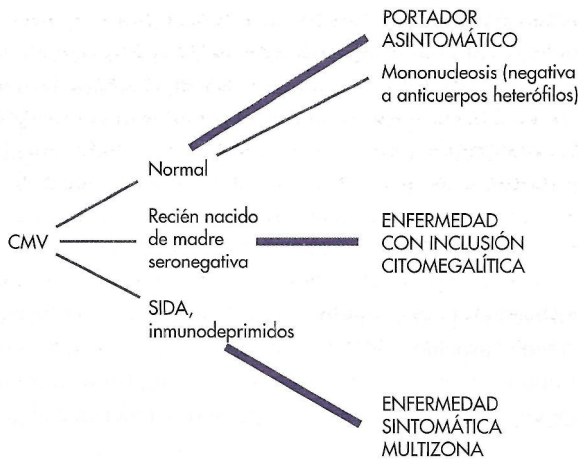 PORTADOR
ASINTOMÁTICO
Mononucleosis (negativa
a anticuerpos heterófilos)
Normal
CMV
Recién nacido
de madre
seronegativa
ENFERMEDAD
CON INCLUSIÓN
CITOMEGALÍTICA
SIDA,
inmunodeprimidos
ENFERMEDAD
SINTOMÁTICA
MULTIZONA